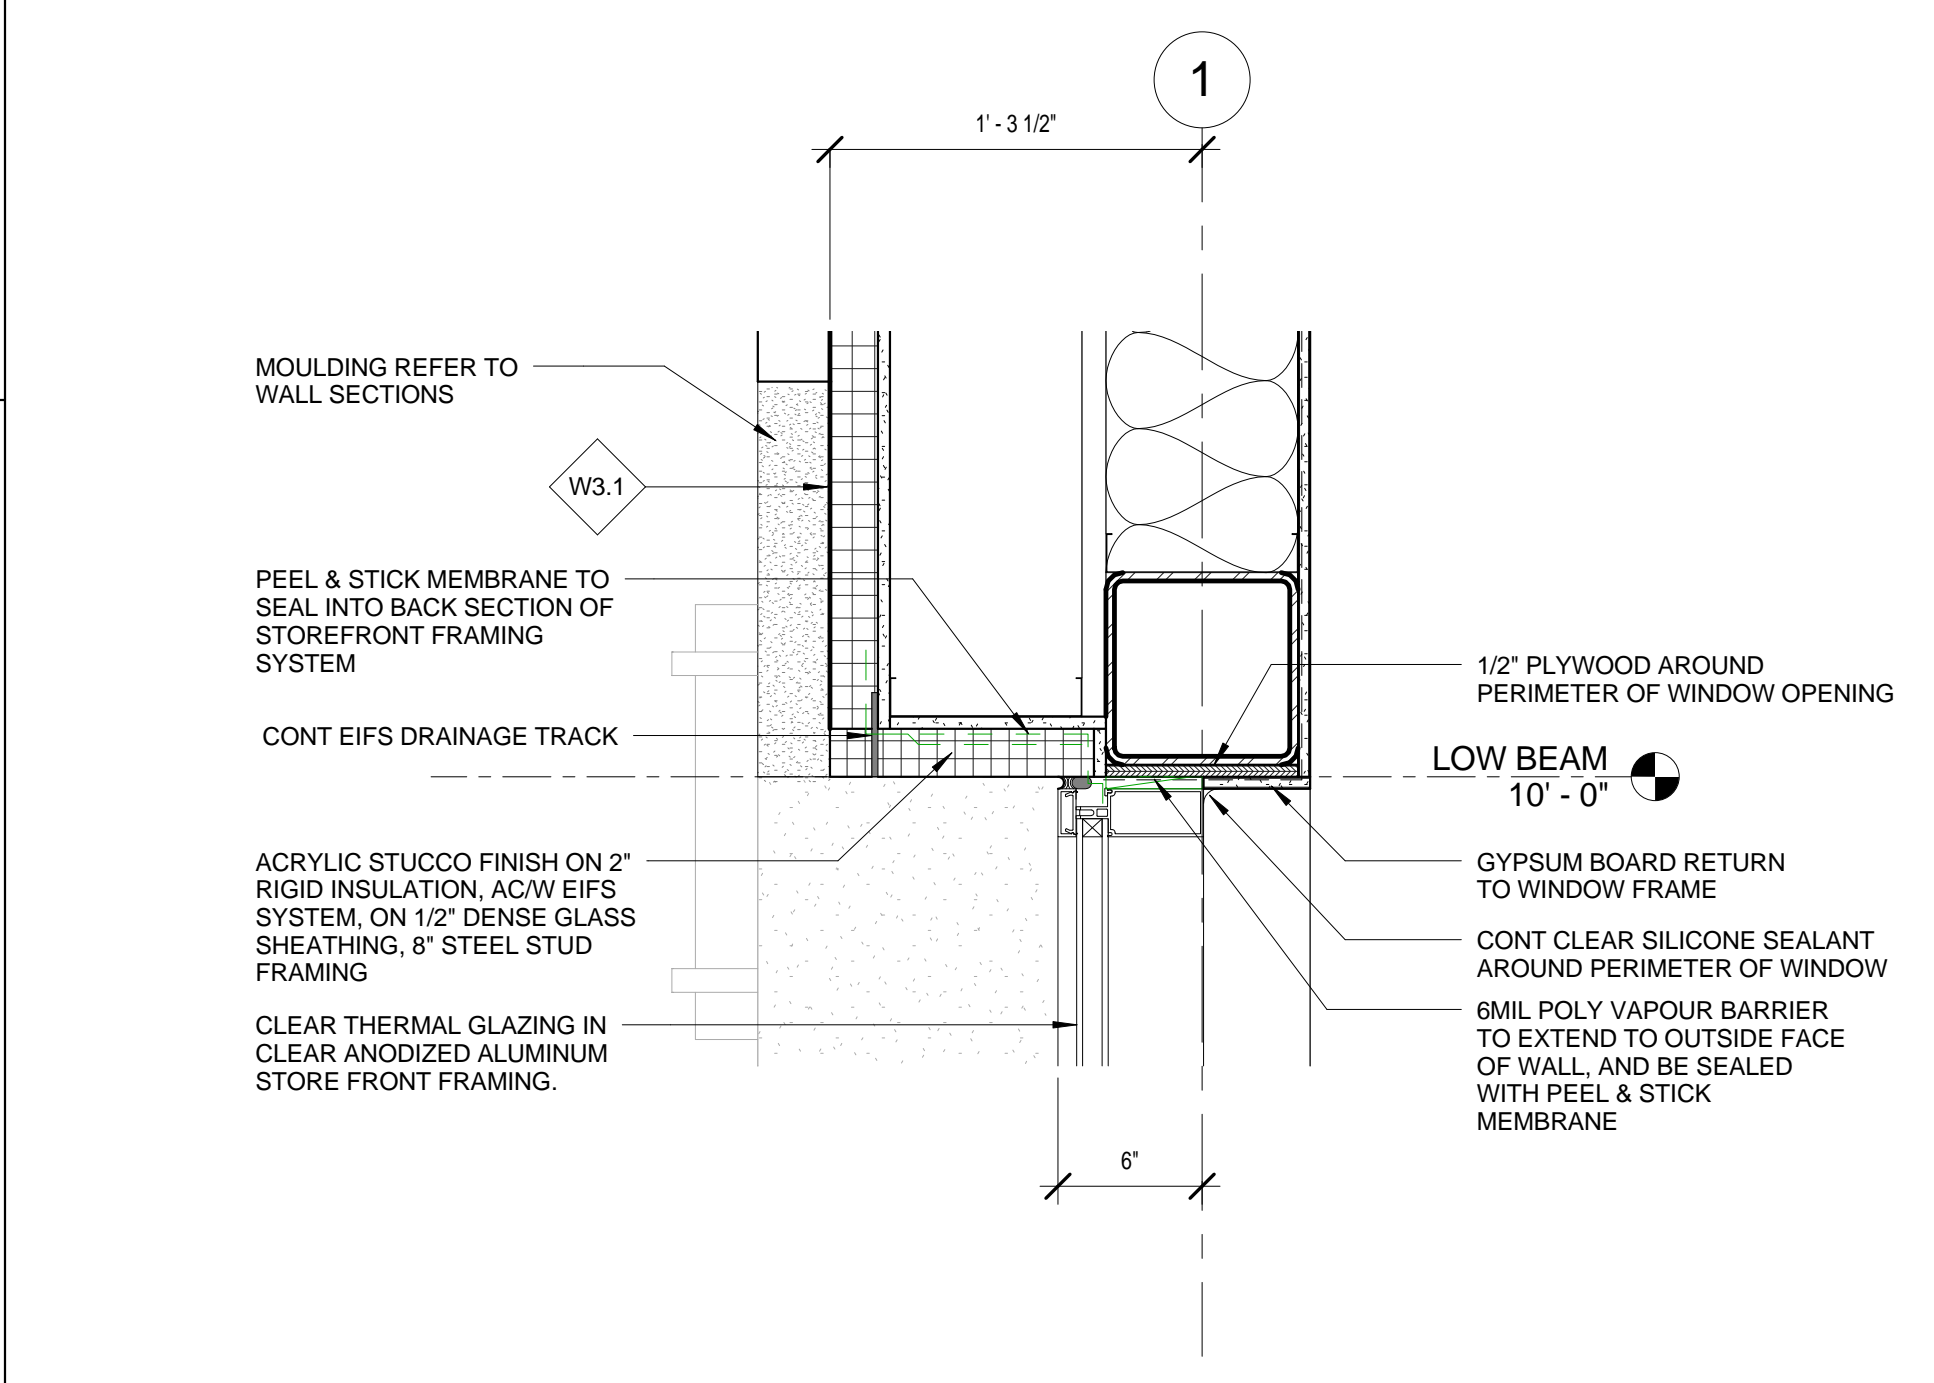 1
1' - 3 1/2"
MOULDING REFER TO
WALL SECTIONS
W3.1
PEEL & STICK MEMBRANE TO
SEAL INTO BACK SECTION OF
STOREFRONT FRAMING
SYSTEM
CONT EIFS DRAINAGE TRACK
ACRYLIC STUCCO FINISH ON 2"
RIGID INSULATION, AC/W EIFS
SYSTEM, ON 1/2" DENSE GLASS
SHEATHING, 8" STEEL STUD
FRAMING
CLEAR THERMAL GLAZING IN
CLEAR ANODIZED ALUMINUM
STORE FRONT FRAMING.
1/2" PLYWOOD AROUND
PERIMETER OF WINDOW OPENING
LOW BEAM
10' - 0"
GYPSUM BOARD RETURN
TO WINDOW FRAME
CONT CLEAR SILICONE SEALANT
AROUND PERIMETER OF WINDOW
6MIL POLY VAPOUR BARRIER
TO EXTEND TO OUTSIDE FACE
OF WALL, AND BE SEALED
WITH PEEL & STICK
MEMBRANE
6"